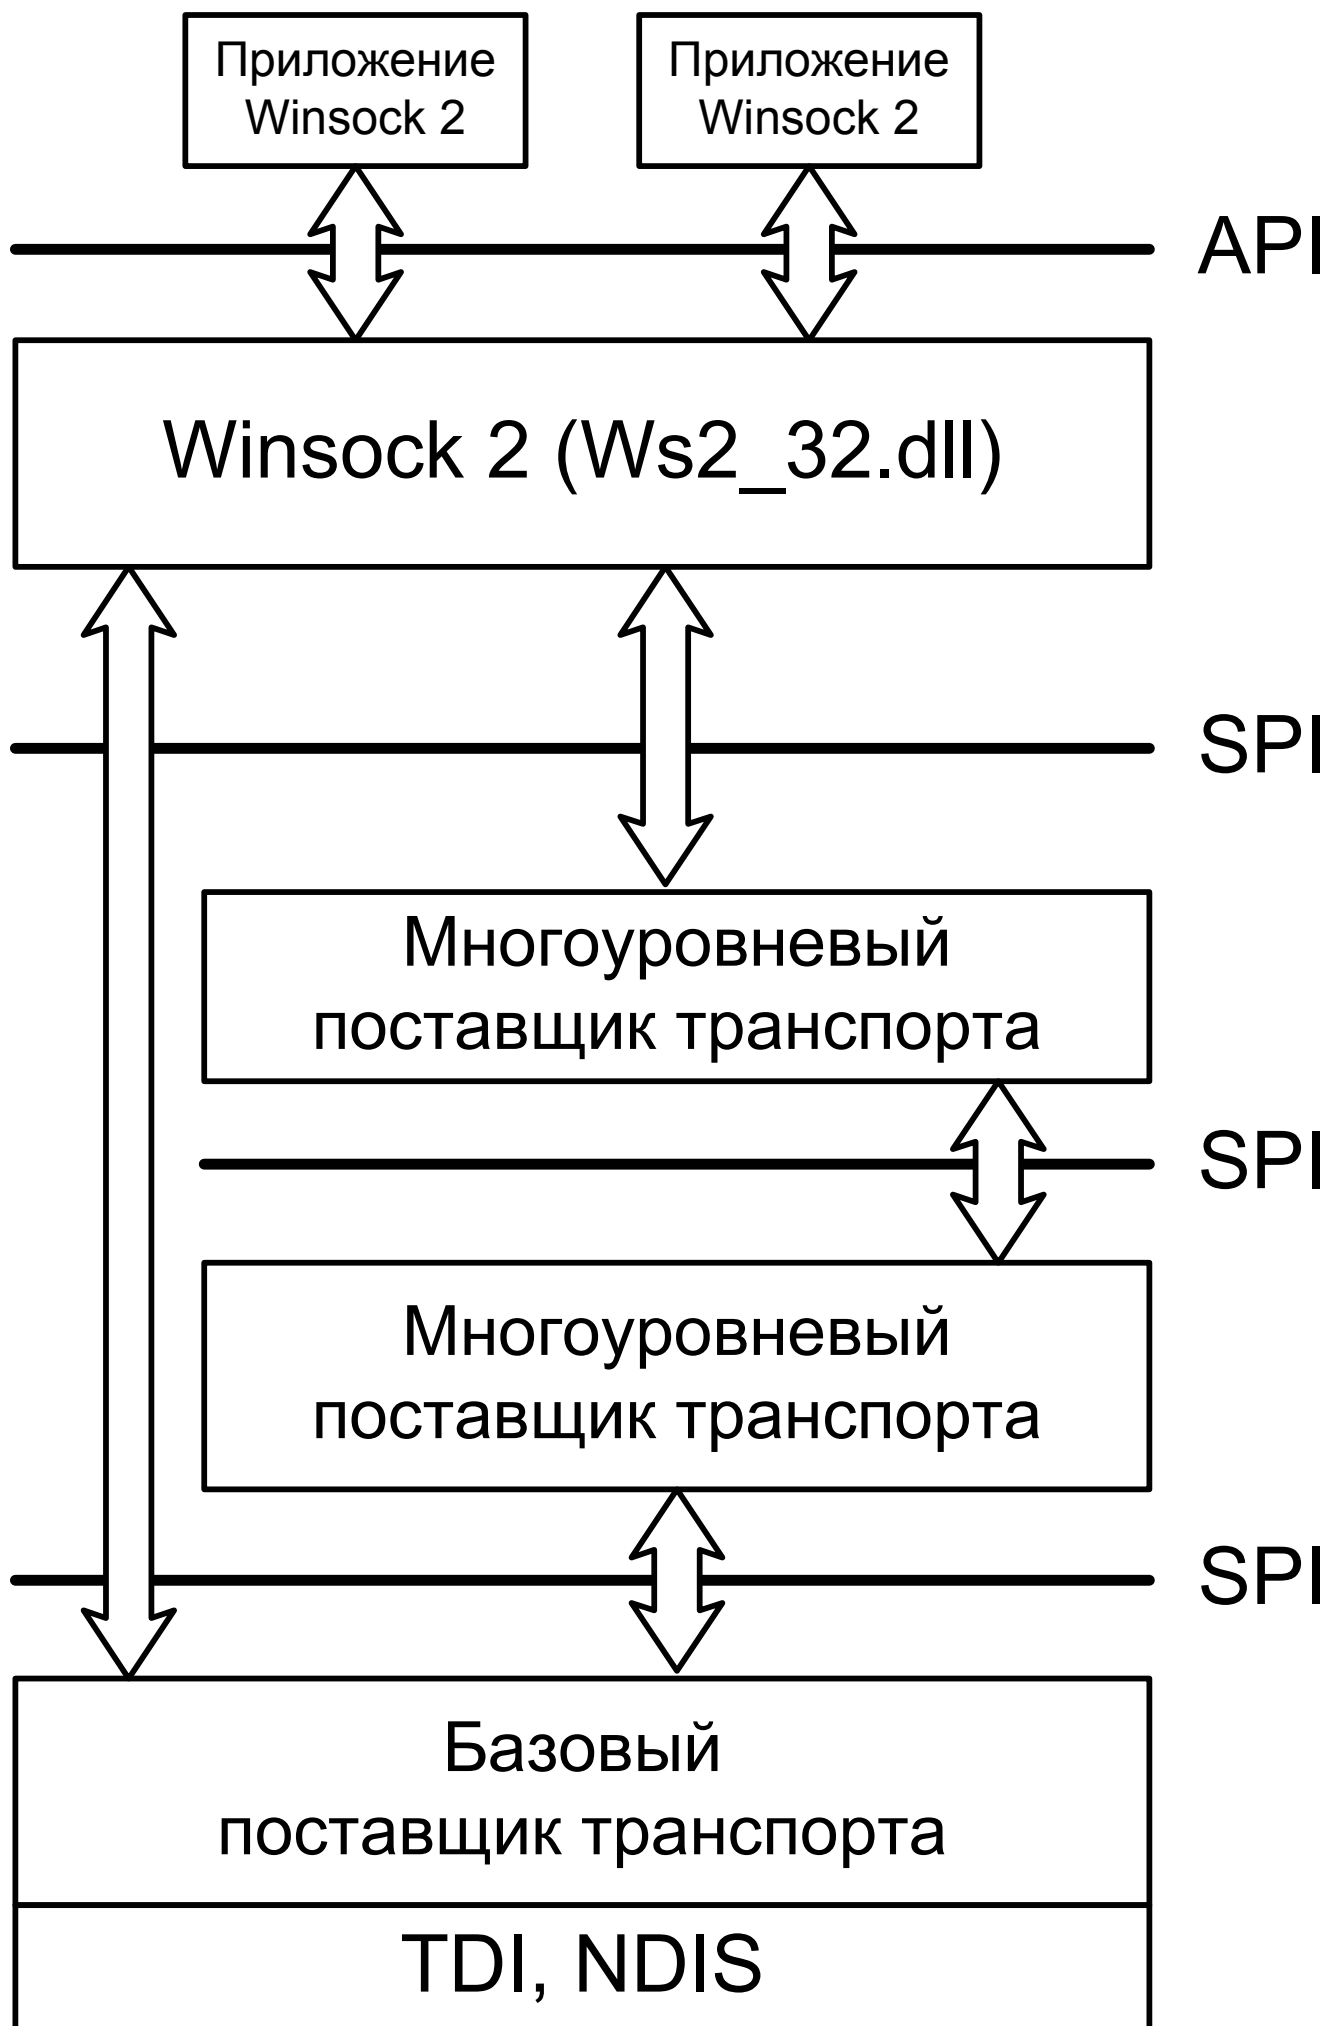 Приложение
Winsock 2
Приложение
Winsock 2
API
Winsock 2 (Ws2_32.dll)
SPI
Многоуровневый
поставщик транспорта
SPI
Многоуровневый
поставщик транспорта
SPI
Базовый
поставщик транспорта
TDI, NDIS